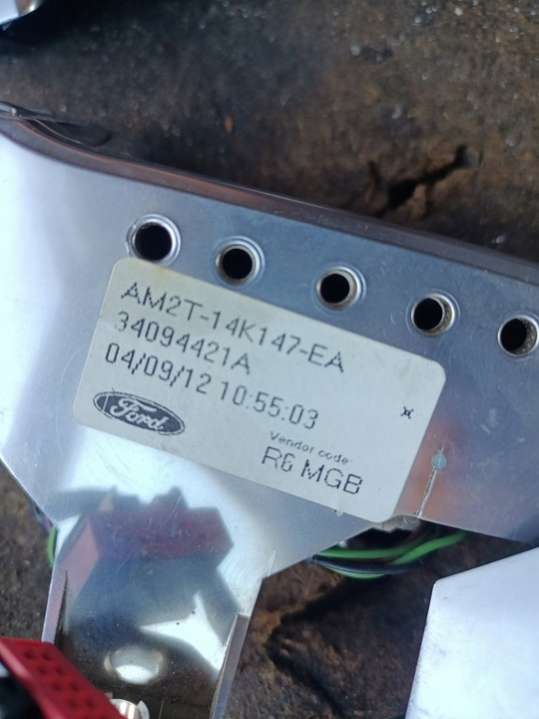 AM2T-14K147-EA
34094421A
04/09/12 10:55:03
Ford
Vendor code
R6 MGB